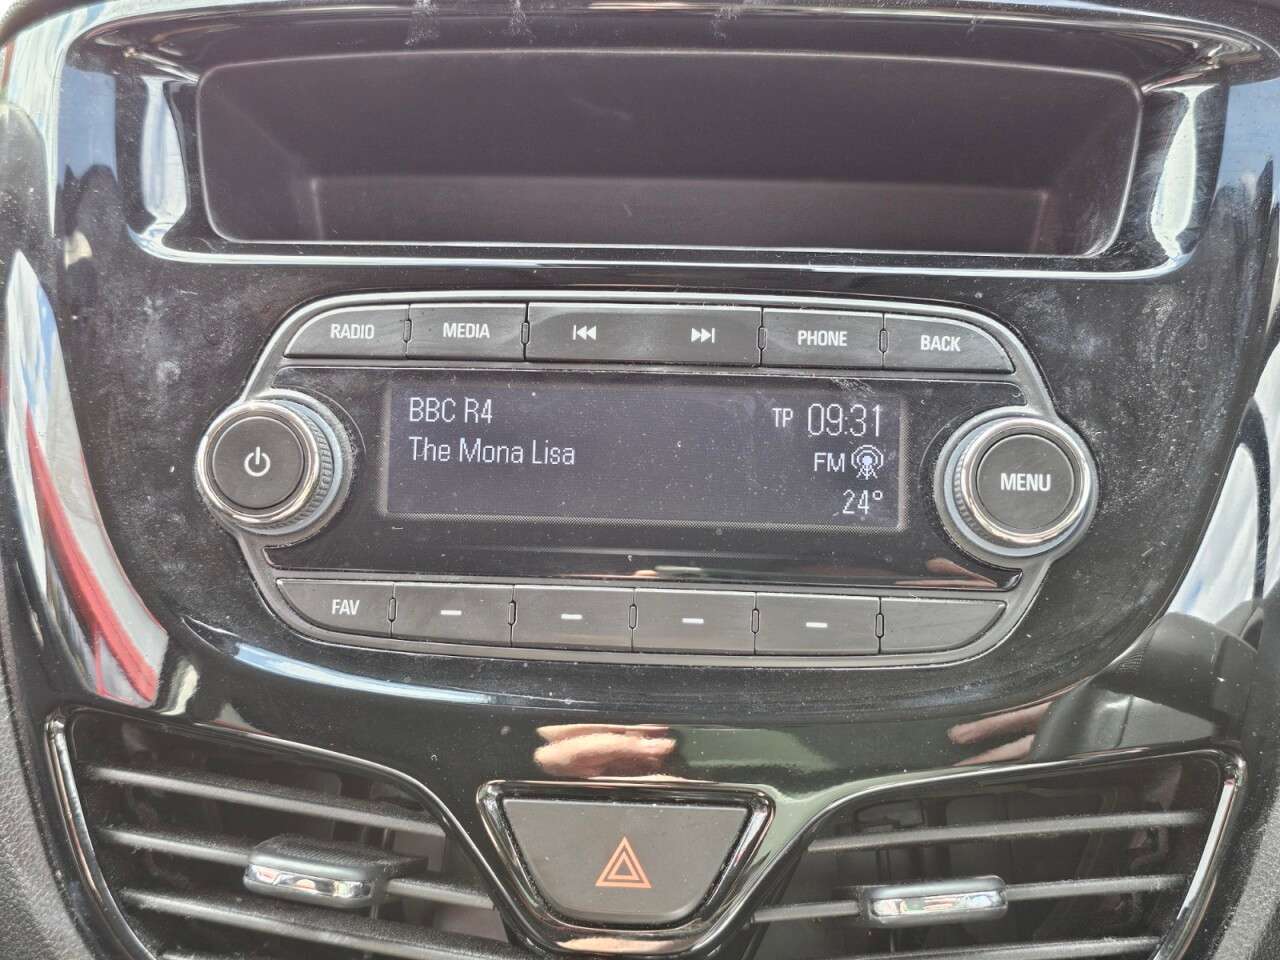 RADIO MEDIA PHONE BACK
BBC R4 TP 09:31
The Mona Lisa FM
24°
MENU
FAV